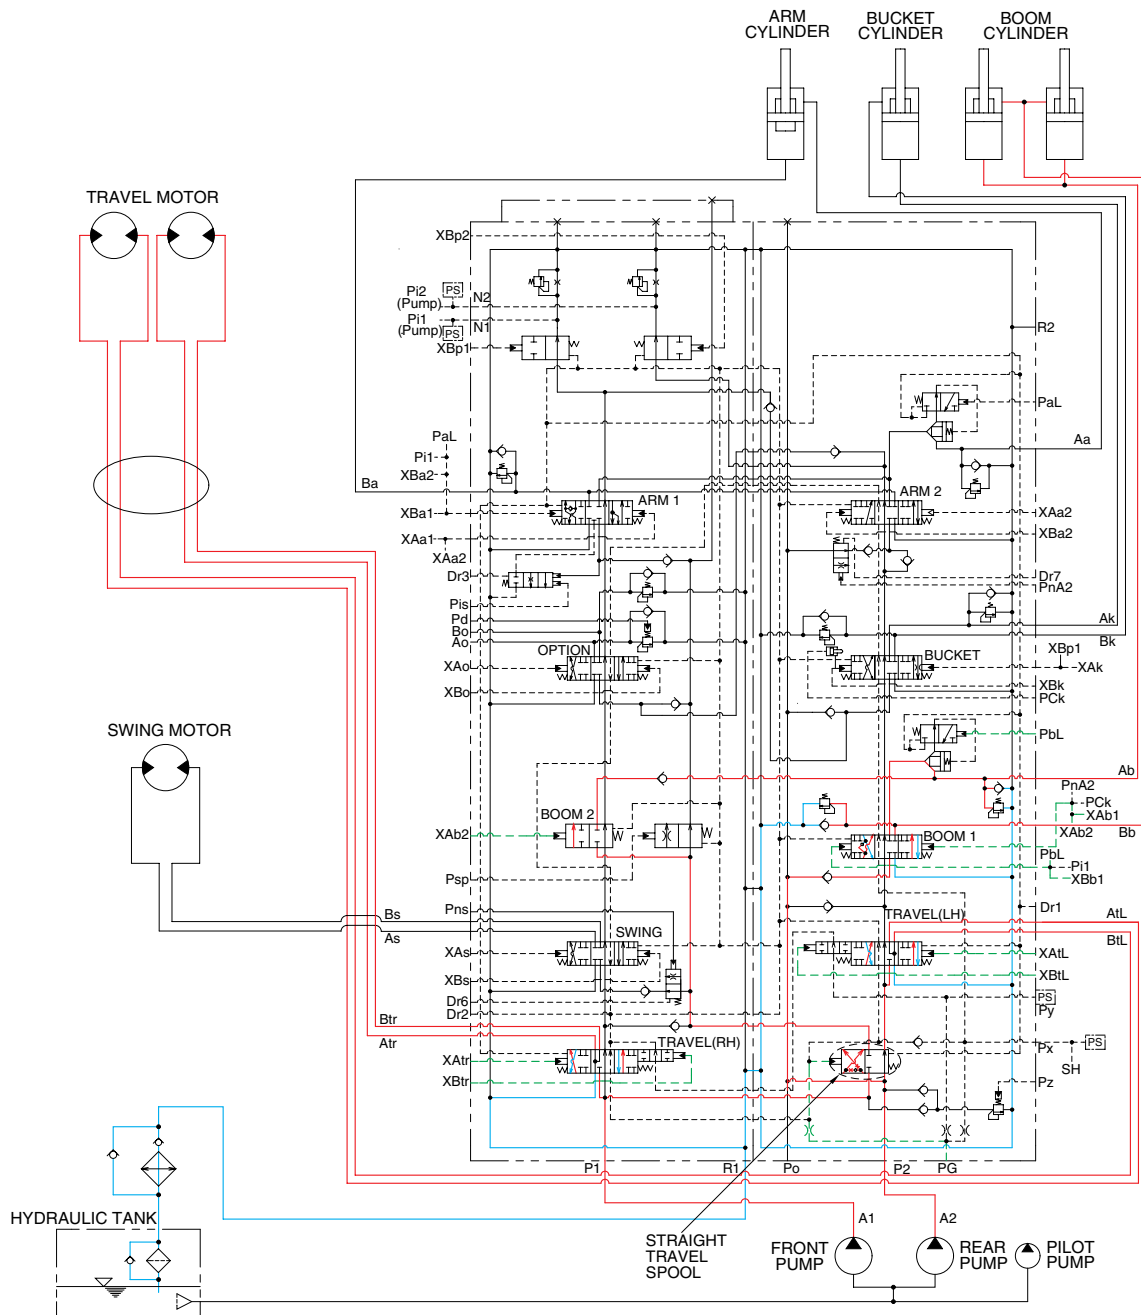 ARM
CYLINDER
BUCKET
CYLINDER
BOOM
CYLINDER
TRAVEL MOTOR
XBp2
Pi2
(Pump)
PS
N2
Pi1
(Pump)
PS
N1
XBp1
R2
PaL
Aa
PaL
Pi1
XBa2
Ba
XBa1
XAa1
XAa2
ARM 1
ARM 2
XAa2
XBa2
Dr3
Pis
Pd
Bo
Ao
Dr7
PnA2
Ak
Bk
OPTION
BUCKET
XBp1
XAk
XAo
XBo
XBk
PCk
SWING MOTOR
PbL
Ab
PnA2
PCk
XAb1
XAb2
Bb
BOOM 2
BOOM 1
XAb2
Psp
PbL
Pi1
XBb1
Pns
Dr1
Bs
As
SWING
TRAVEL(LH)
AtL
BtL
XAs
XBs
Dr6
Dr2
XAtL
XBtL
PS
Py
Btr
Atr
TRAVEL(RH)
XAtr
XBtr
Px
PS
SH
Pz
P1
R1
Po
P2
PG
HYDRAULIC TANK
STRAIGHT
TRAVEL
SPOOL
A1
A2
FRONT
PUMP
REAR
PUMP
PILOT
PUMP